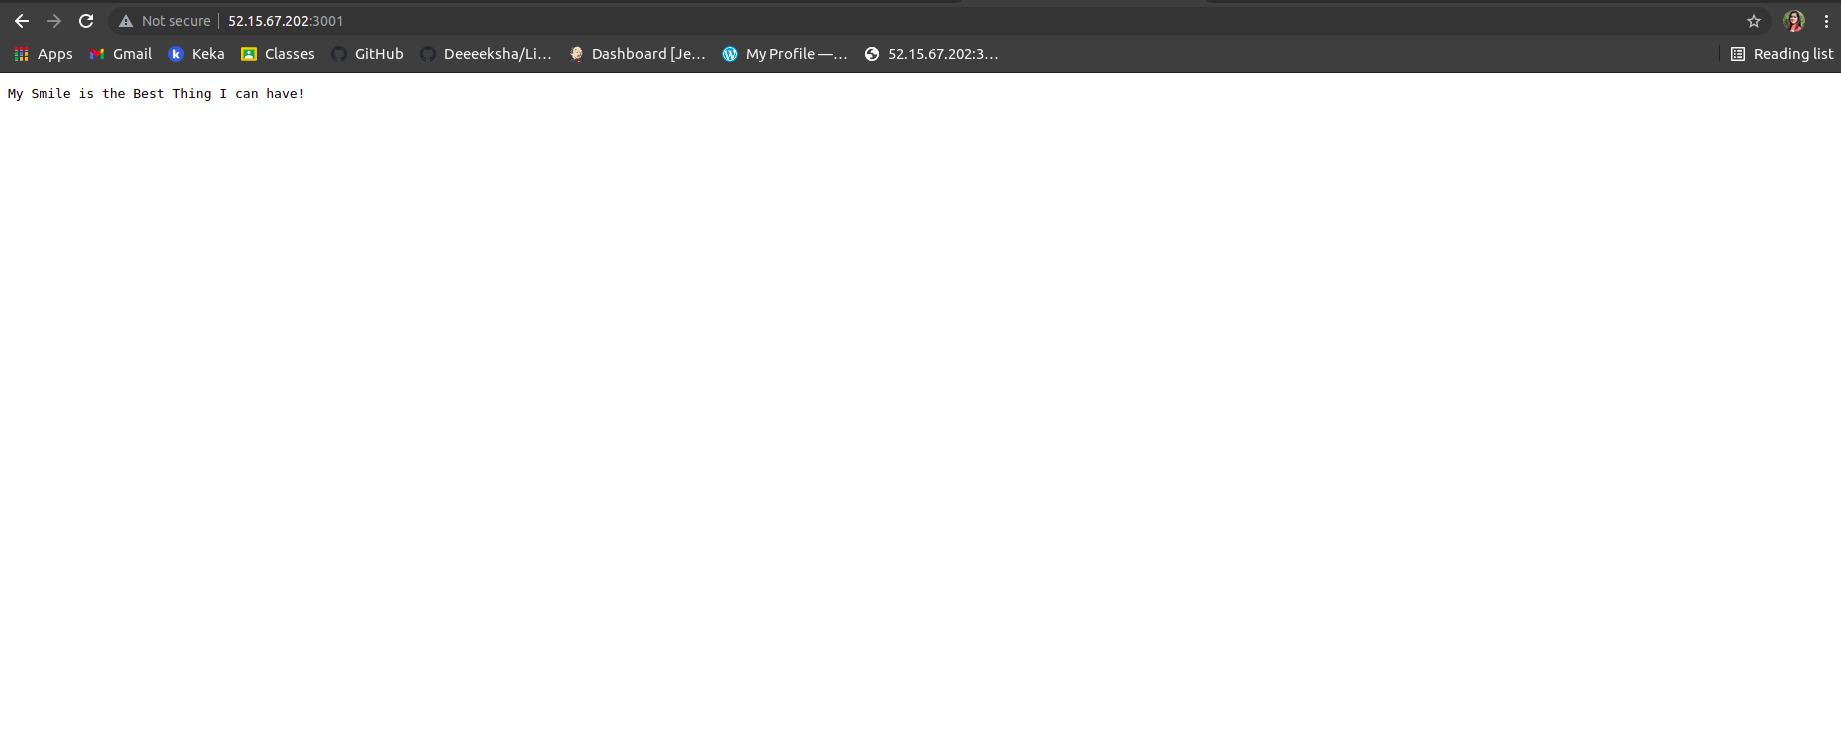 Not secure 52.15.67.202:3001
Apps Gmail Keka Classes GitHub Deeeeksha/Li... Dashboard [Je... My Profile —... 52.15.67.202:3... Reading list
My Smile is the Best Thing I can have!